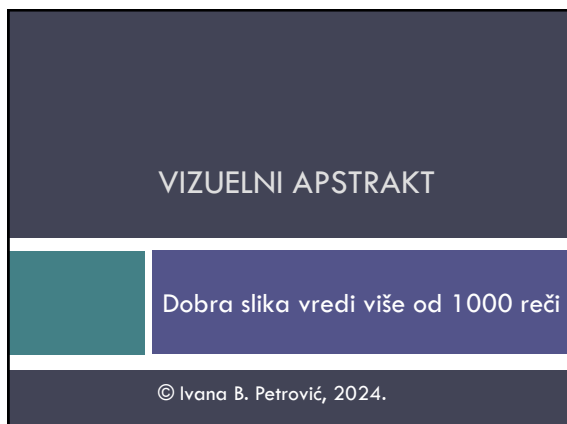 VIZUELNI APSTRAKT
Dobra slika vredi više od 1000 reči
© Ivana B. Petrović, 2024.